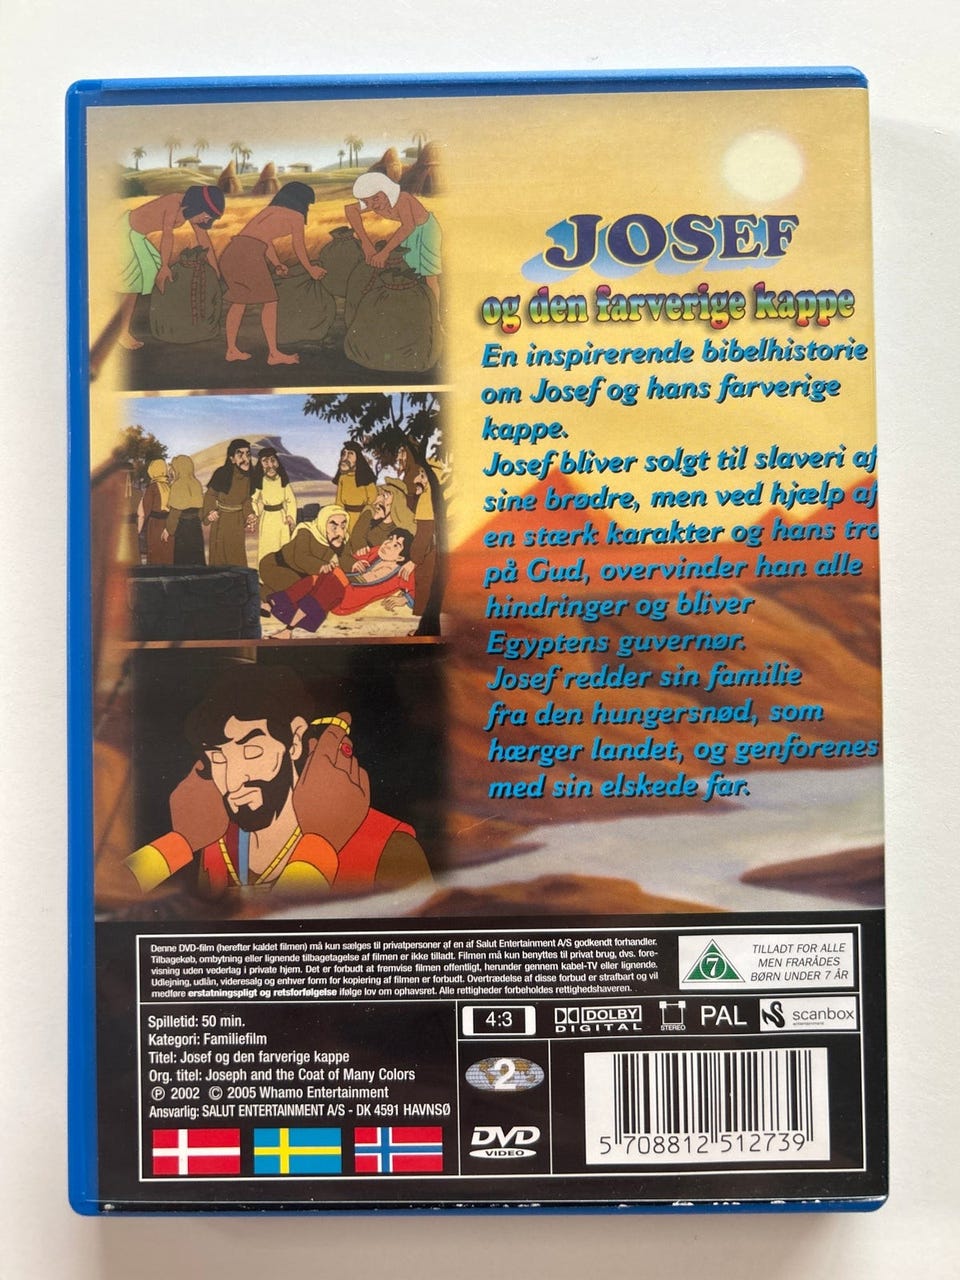 JOSEF
og den farverige kappe
En inspirerende bibelhistorie
om Josef og hans farverige
kappe.
Josef bliver solgt til slaveri af
sine brødre, men ved hjælp af
en stærk karakter og hans tro
på Gud, overvinder han alle
hindringer og bliver
Egyptens guvernør.
Josef redder sin familie
fra den hungersnød, som
hærger landet, og genforenes
med sin elskede far.
Denne DVD-film (herefter kaldet filmen) må kun sælges til privatpersoner af en af Salut Entertainment A/S godkendt forhandler.
Tilbagekøb, ombytning eller lignende tilbagetagelse af filmen er ikke tilladt. Filmen må kun benyttes til privat brug, dvs. fore-
visning uden vederlag i private hjem. Det er forbudt at fremvise filmen offentligt, herunder gennem kabel-TV eller lignende.
Udlejning, udlån, videresalg og enhver form for kopiering af filmen er forbudt. Overtrædelse af disse forbud er strafbart og vil
medføre erstatningspligt og retsforfølgelse ifølge lov om ophavsret. Alle rettigheder forbeholdes rettighedshaveren.
7
TILLADT FOR ALLE
MEN FRARÅDES
BØRN UNDER 7 ÅR
Spilletid: 50 min.
Kategori: Familiefilm
Titel: Josef og den farverige kappe
Org. titel: Joseph and the Coat of Many Colors
℗ 2002 © 2005 Whamo Entertainment
Ansvarlig: SALUT ENTERTAINMENT A/S - DK 4591 HAVNSØ
4:3
DOLBY
DIGITAL
STEREO
PAL
scanbox
entertainment
2
DVD
VIDEO
5 708812 512739